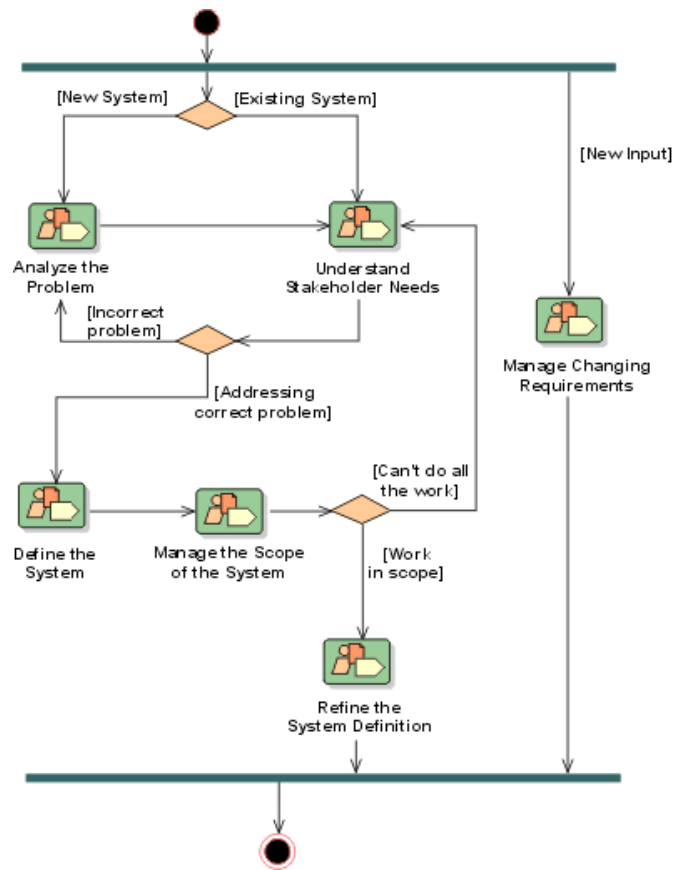 [New System]
[Existing System]
[New Input]
Analyze the
Problem
Understand
Stakeholder Needs
[Incorrect
problem]
Manage Changing
Requirements
[Addressing
correct problem]
[Can't do all
the work]
Define the
System
Manage the Scope
of the System
[Work
in scope]
Refine the
System Definition